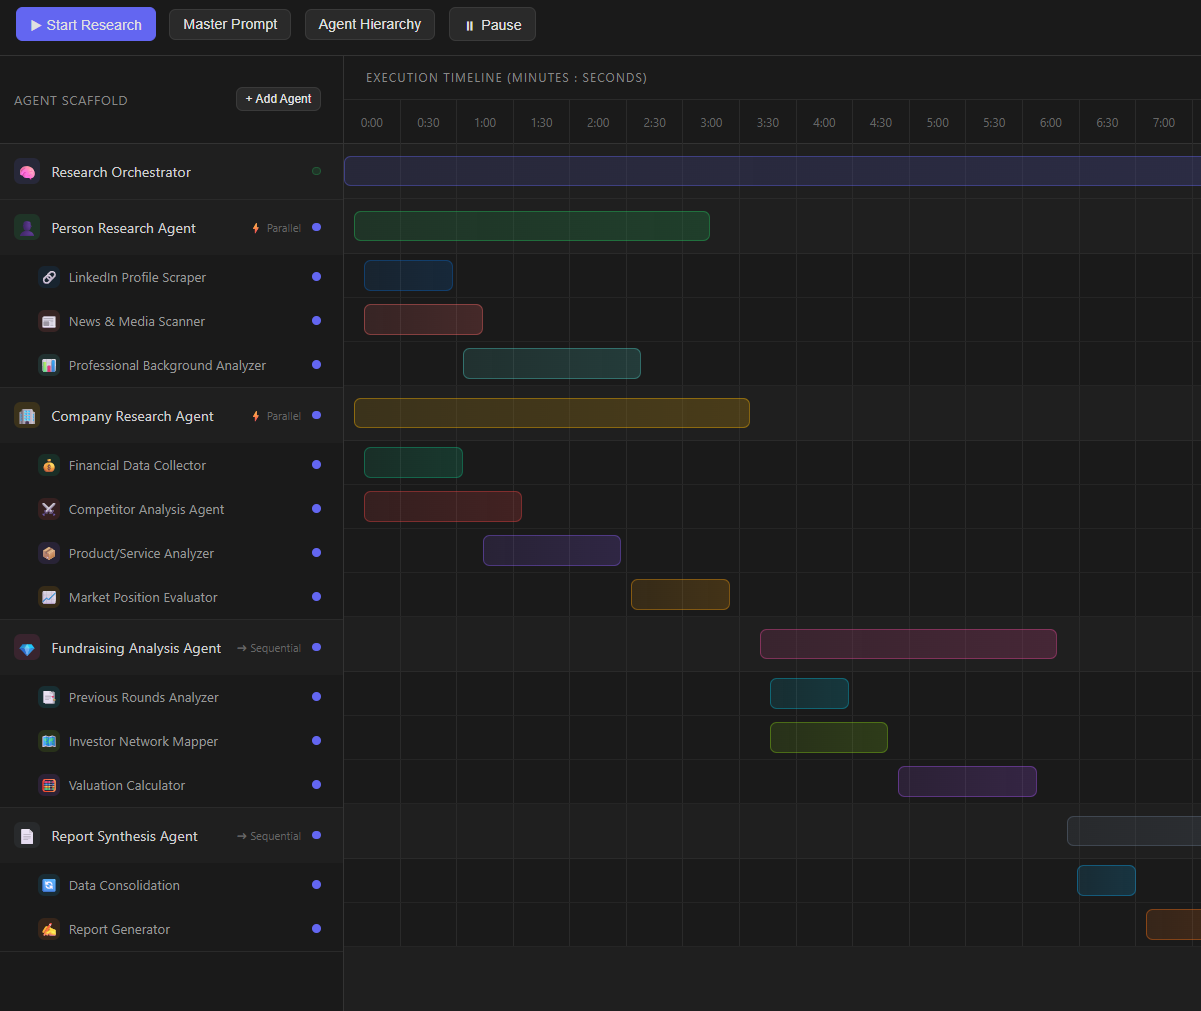 ▶ Start Research
Master Prompt
Agent Hierarchy
⏸ Pause
AGENT SCAFFOLD
+ Add Agent
EXECUTION TIMELINE (MINUTES : SECONDS)
0:00 0:30 1:00 1:30 2:00 2:30 3:00 3:30 4:00 4:30 5:00 5:30 6:00 6:30 7:00
Research Orchestrator
Person Research Agent ⚡ Parallel
LinkedIn Profile Scraper
News & Media Scanner
Professional Background Analyzer
Company Research Agent ⚡ Parallel
Financial Data Collector
Competitor Analysis Agent
Product/Service Analyzer
Market Position Evaluator
Fundraising Analysis Agent → Sequential
Previous Rounds Analyzer
Investor Network Mapper
Valuation Calculator
Report Synthesis Agent → Sequential
Data Consolidation
Report Generator